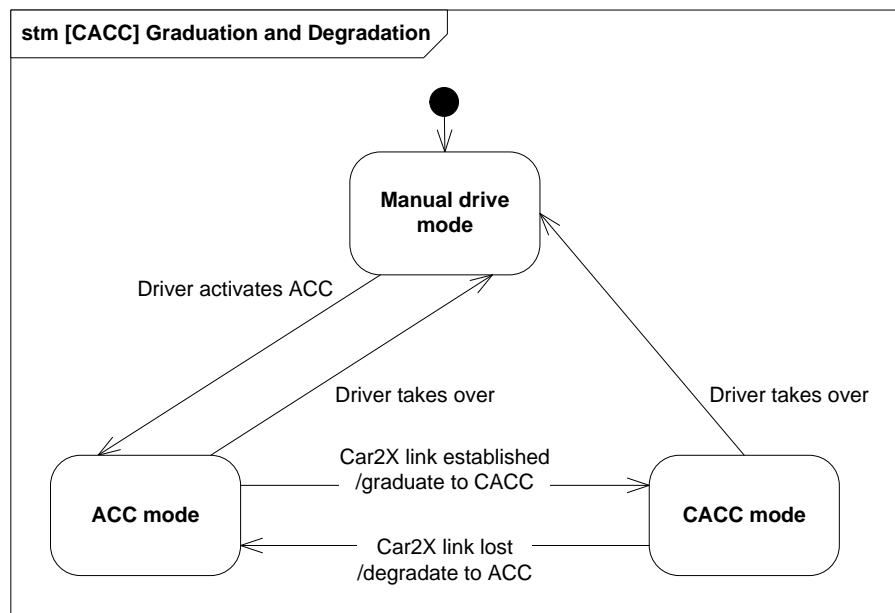 stm [CACC] Graduation and Degradation
Manual drive
mode
Driver activates ACC
Driver takes over
Driver takes over
Car2X link established
/graduate to CACC
ACC mode
CACC mode
Car2X link lost
/degradate to ACC